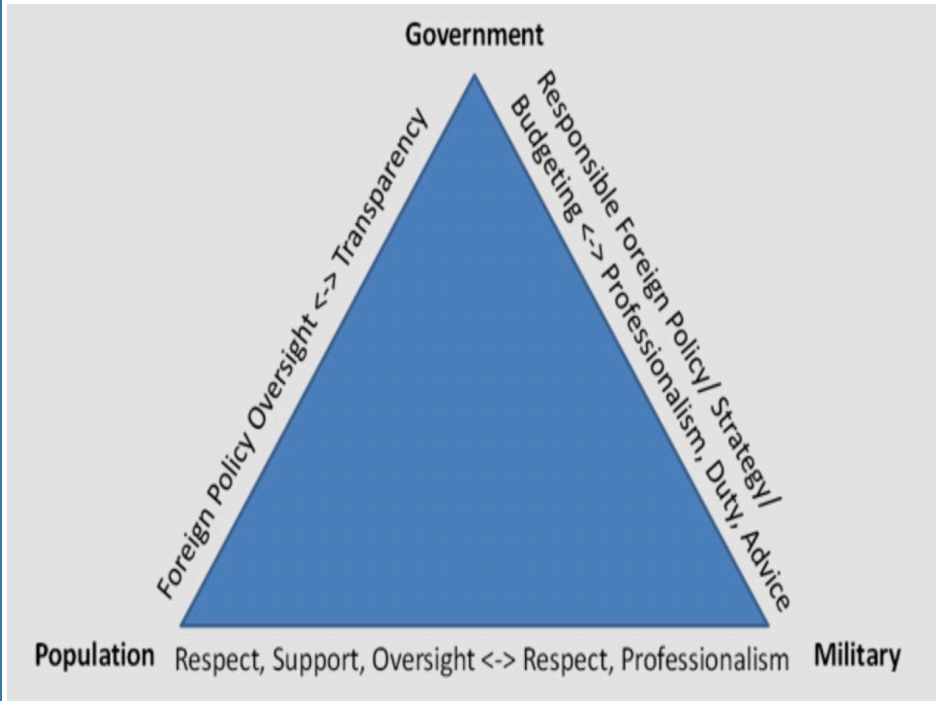 Government
Foreign Policy Oversight <-> Transparency
Responsible Foreign Policy/ Strategy/
Budgeting <-> Professionalism, Duty, Advice
Population
Respect, Support, Oversight <-> Respect, Professionalism
Military